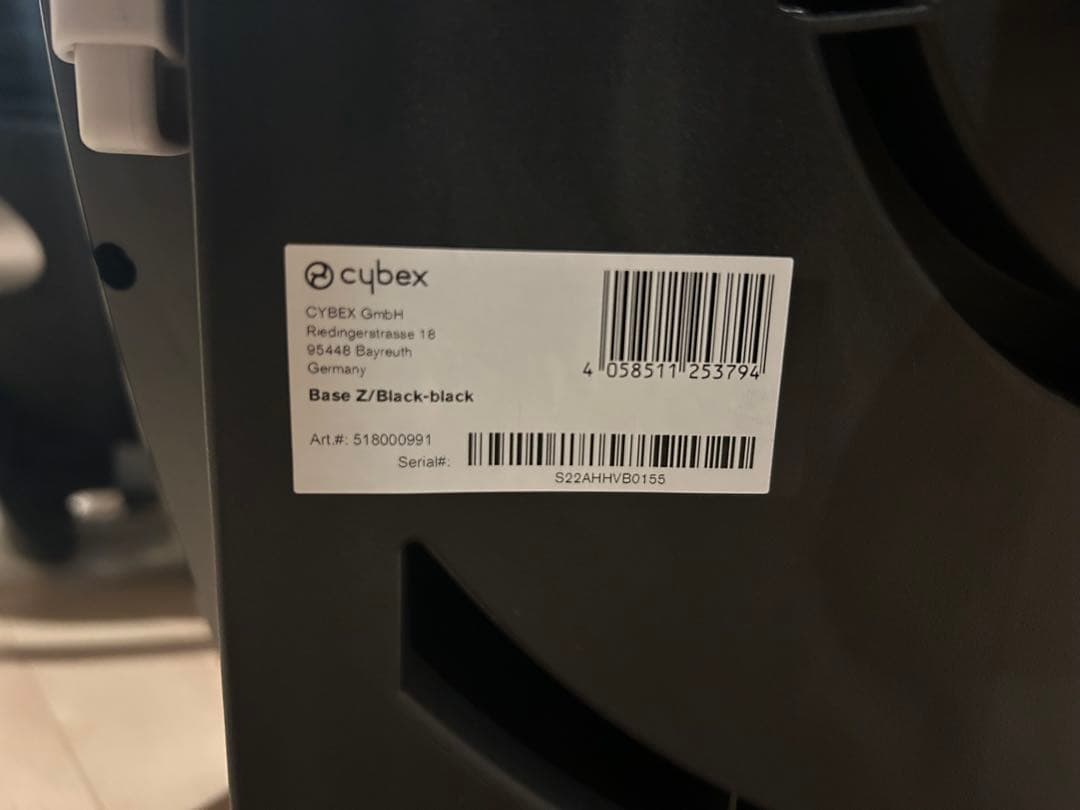 cybex
CYBEX GmbH
Riedingerstrasse 18
95448 Bayreuth
Germany
Base Z/Black-black
4 058511 253794
Art.#: 518000991
Serial#:
S22AHHVB0155